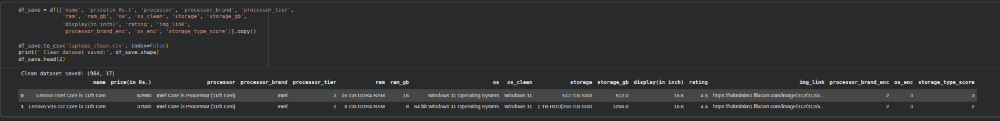 df_save = df[['name', 'price(in Rs.)', 'processor', 'processor_brand', 'processor_tier',
'ram', 'ram_gb', 'os', 'os_clean', 'storage', 'storage_gb',
'display(in inch)', 'rating', 'img_link',
'processor_brand_enc', 'os_enc', 'storage_type_score']].copy()
df_save.to_csv('laptops_clean.csv', index=False)
print(' Clean dataset saved:', df_save.shape)
df_save.head(2)
Clean dataset saved: (984, 17)
name price(in Rs.) processor processor_brand processor_tier ram ram_gb os os_clean storage storage_gb display(in inch) rating img_link processor_brand_enc os_enc storage_type_score
0 Lenovo Intel Core i5 11th Gen 62990 Intel Core i5 Processor (11th Gen) Intel 3 16 GB DDR4 RAM 16 Windows 11 Operating System Windows 11 512 GB SSD 512.0 15.6 4.5 https://rukminim1.flixcart.com/image/312/312/x... 2 3 3
1 Lenovo V15 G2 Core i3 11th Gen 37500 Intel Core i3 Processor (11th Gen) Intel 2 8 GB DDR4 RAM 8 64 bit Windows 11 Operating System Windows 11 1 TB HDD|256 GB SSD 1256.0 15.6 4.4 https://rukminim1.flixcart.com/image/312/312/x... 2 3 2